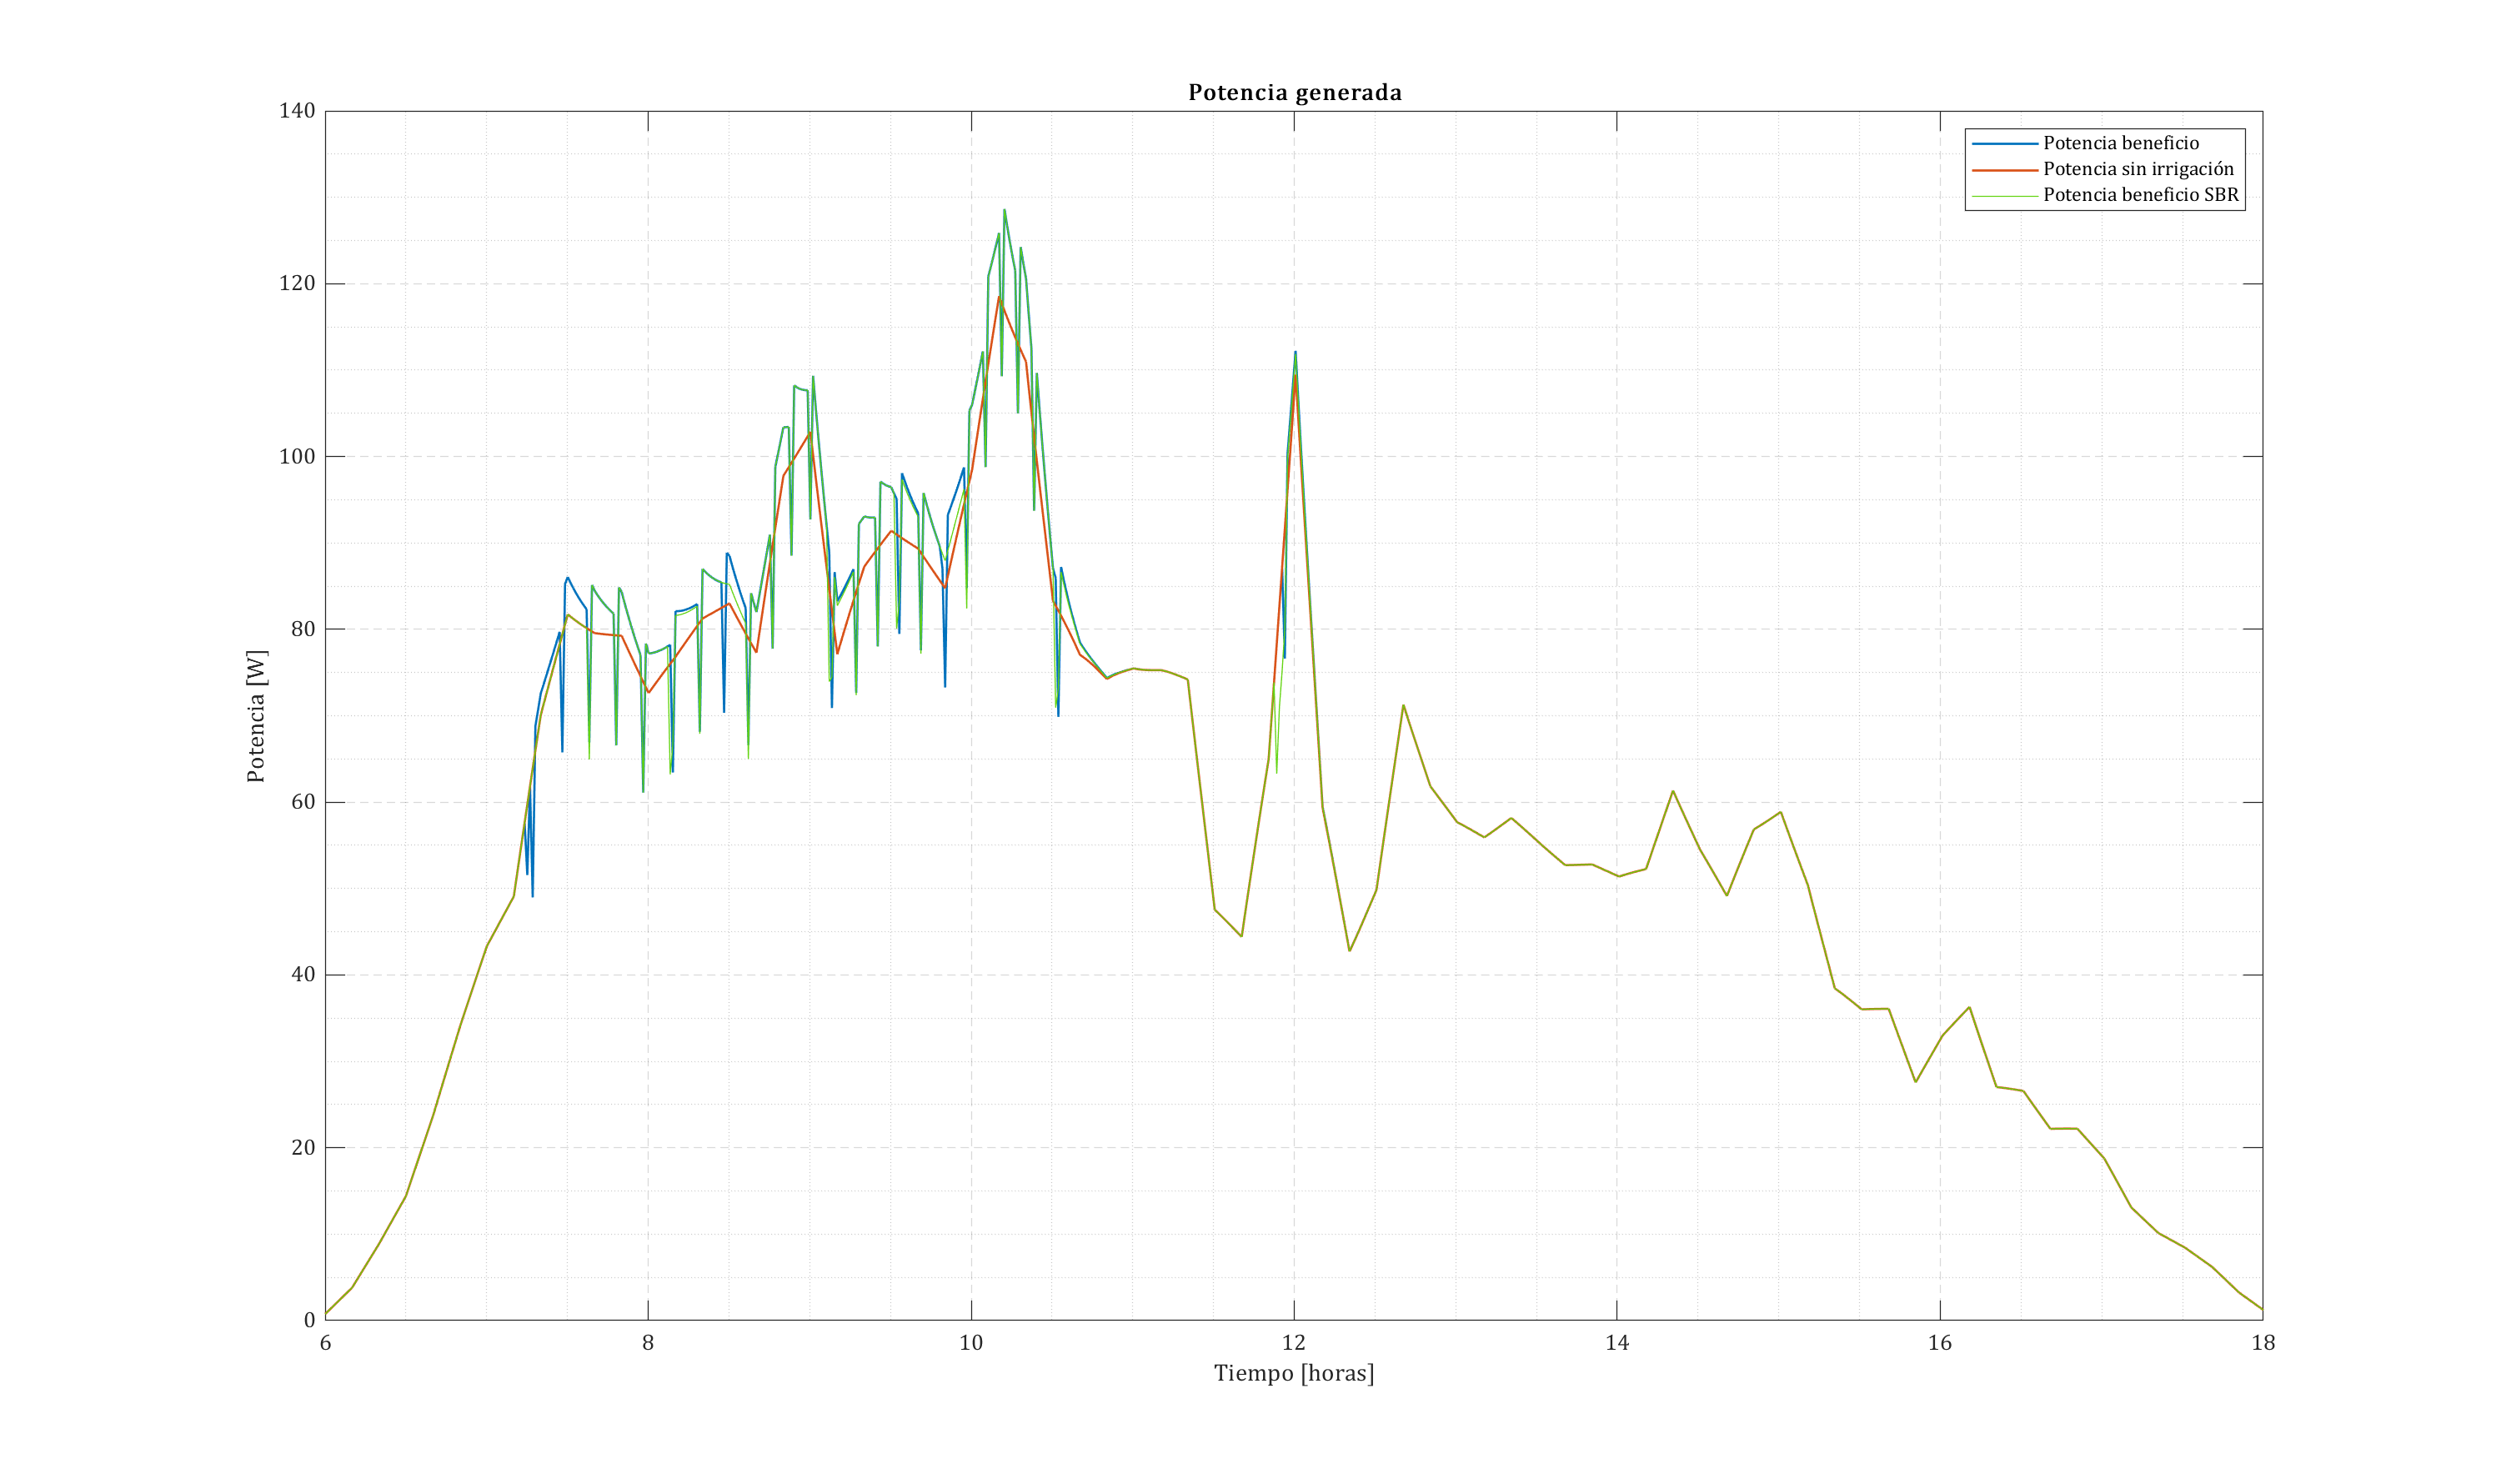 Potencia generada
140
120
100
80
60
40
20
0
Potencia [W]
Potencia beneficio
Potencia sin irrigación
Potencia beneficio SBR
6 8 10 12 14 16 18
Tiempo [horas]